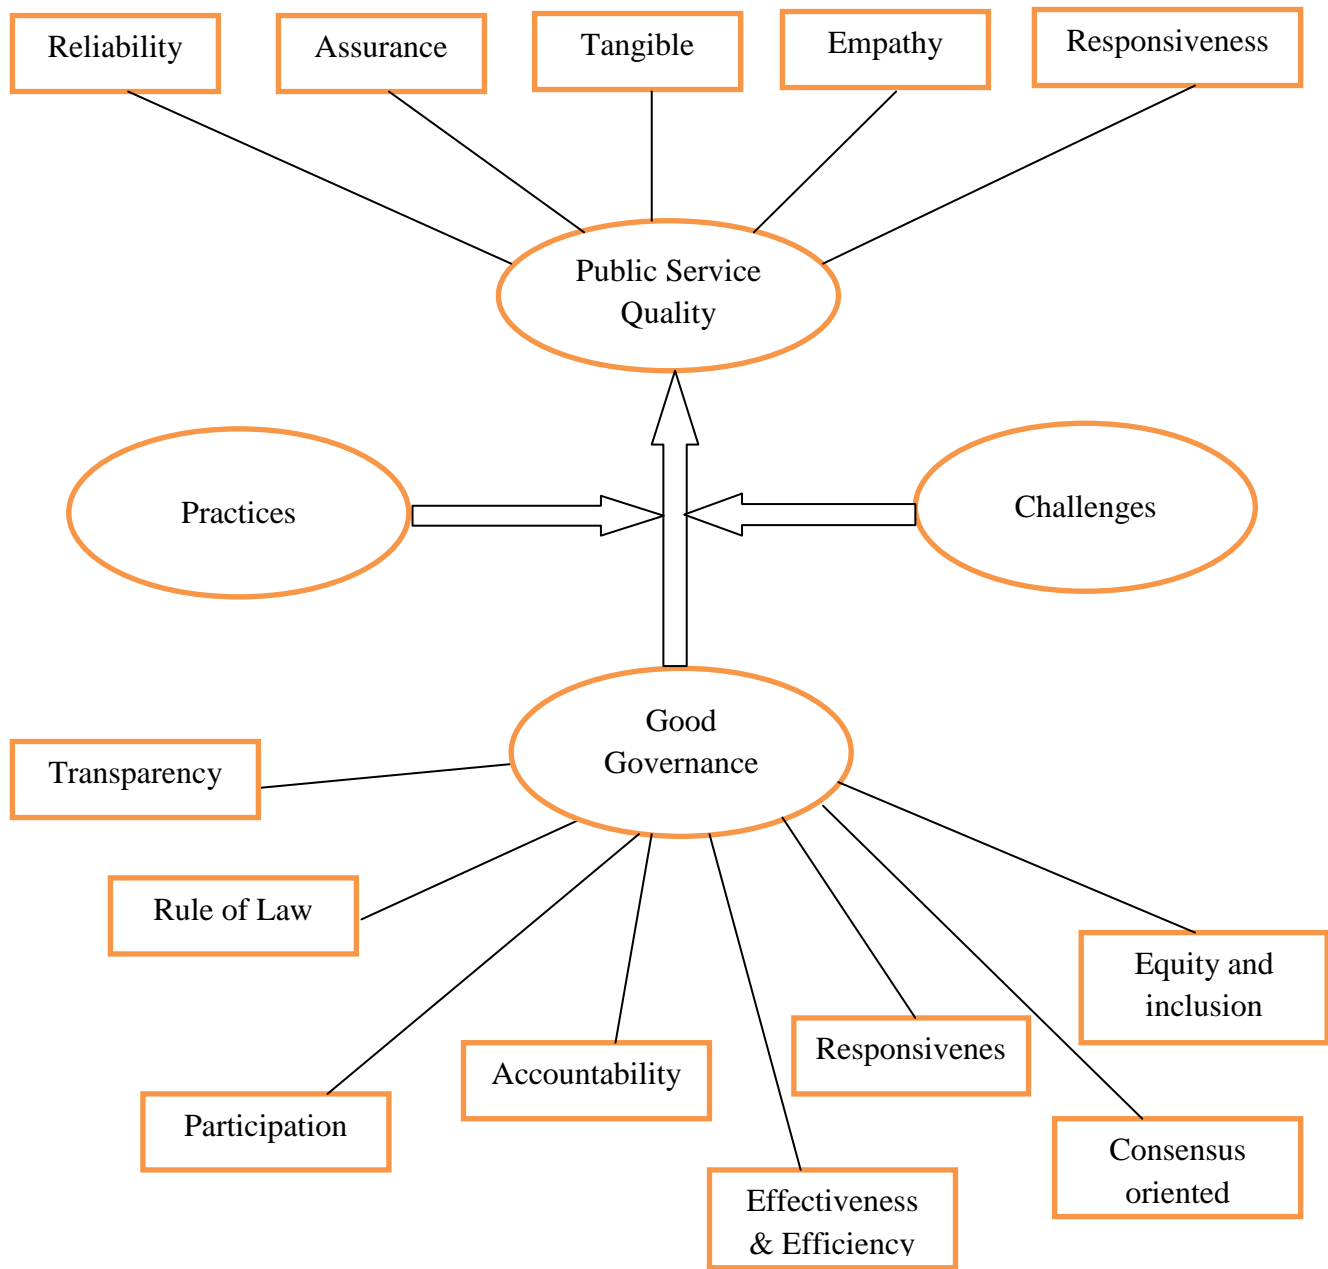 Reliability
Assurance
Tangible
Empathy
Responsiveness
Public Service
Quality
Practices
Challenges
Good
Governance
Transparency
Rule of Law
Equity and
inclusion
Responsivenes
Accountability
Participation
Consensus
oriented
Effectiveness
& Efficiency